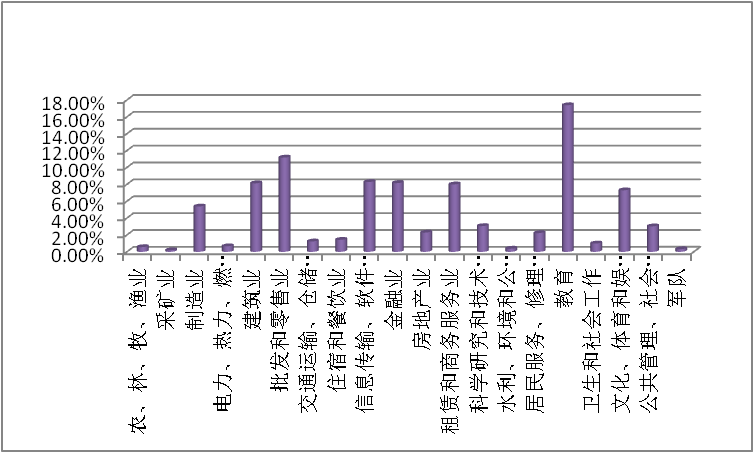 18.00%
16.00%
14.00%
12.00%
10.00%
8.00%
6.00%
4.00%
2.00%
0.00%
农、林、牧、渔业
采矿业
制造业
电力、热力、燃…
建筑业
批发和零售业
交通运输、仓储…
住宿和餐饮业
信息传输、软件…
金融业
房地产业
租赁和商务服务业
科学研究和技术…
水利、环境和公…
居民服务、修理…
教育
卫生和社会工作
文化、体育和娱…
公共管理、社会…
军队